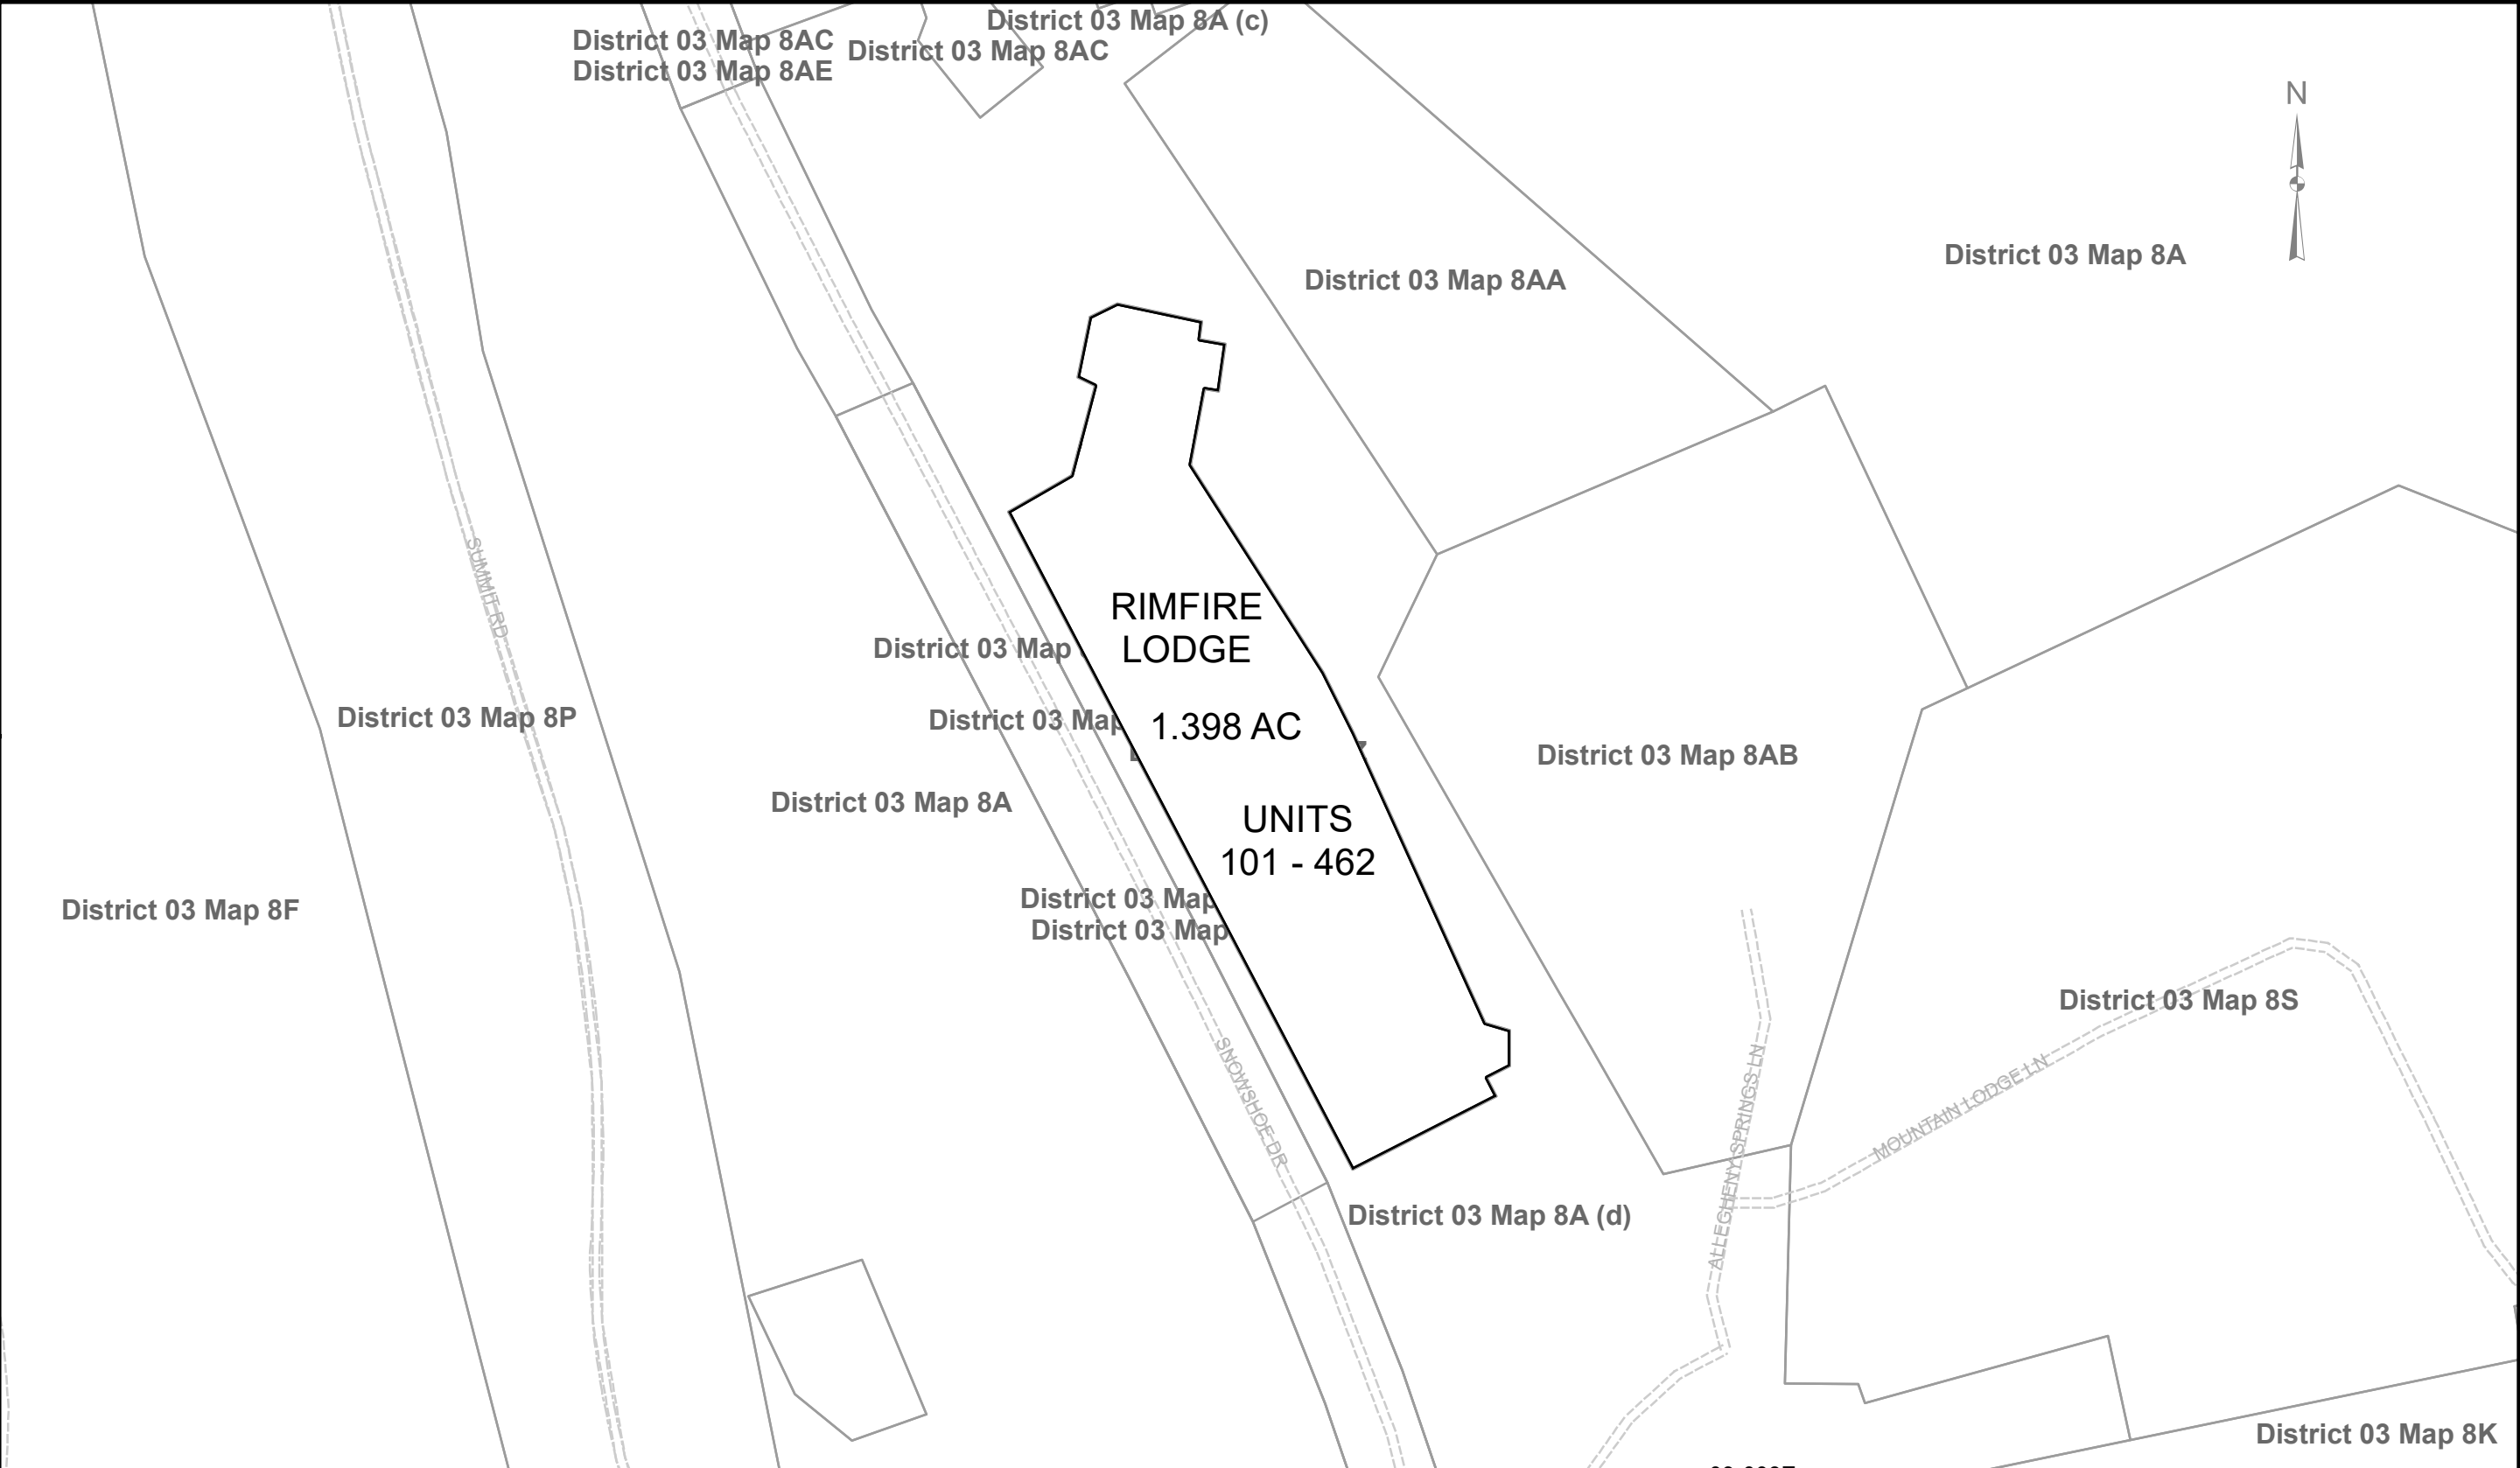 District 03 Map 8A (c)
District 03 Map 8AC
District 03 Map 8AC
District 03 Map 8AE
N
District 03 Map 8A
District 03 Map 8AA
SUMMIT RD
RIMFIRE
LODGE
District 03 Map
District 03 Map 8P
District 03 Map
1.398 AC
District 03 Map 8AB
District 03 Map 8A
UNITS
101 - 462
District 03 Map
District 03 Map
District 03 Map 8F
District 03 Map 8S
SNOWSHOE DR
ALLEGHENY SPRINGS LN
MOUNTAIN LODGE LN
District 03 Map 8A (d)
District 03 Map 8K